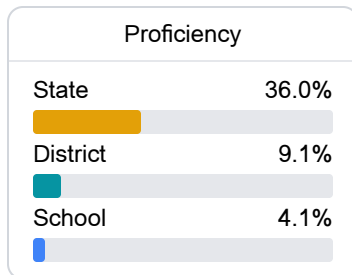 Proficiency
State 36.0%
District 9.1%
School 4.1%